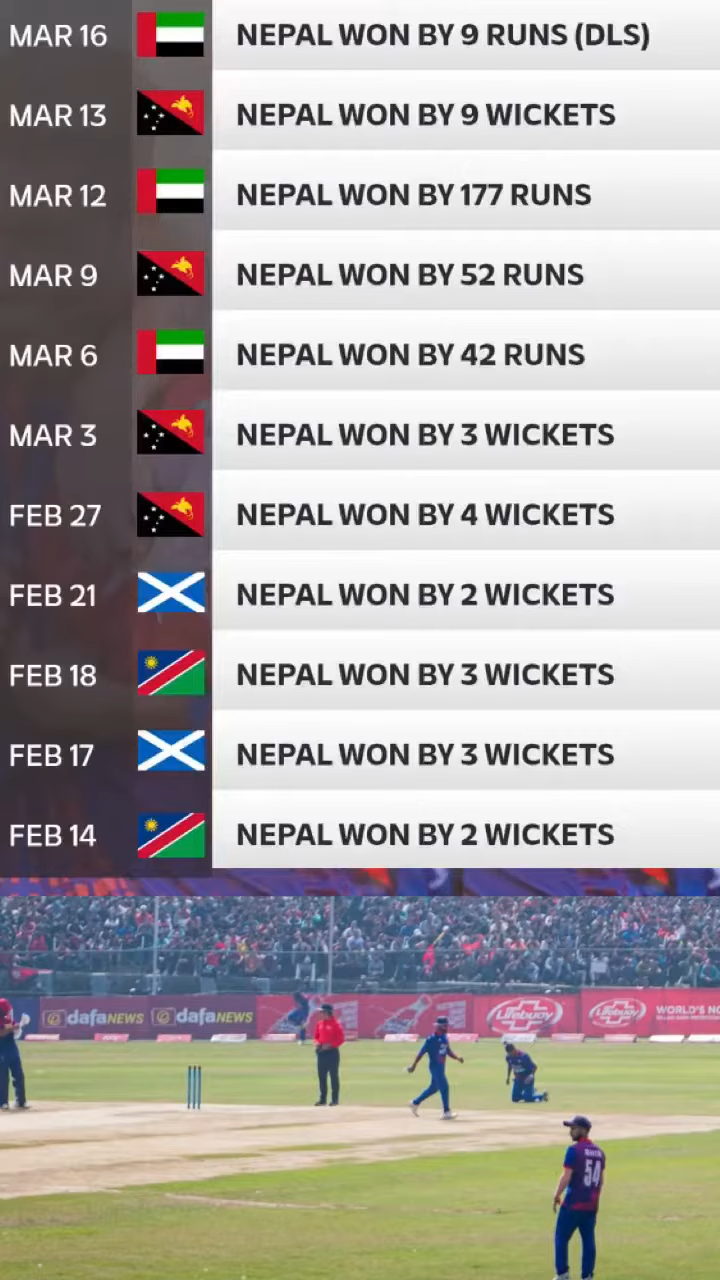 MAR 16 NEPAL WON BY 9 RUNS (DLS)
MAR 13 NEPAL WON BY 9 WICKETS
MAR 12 NEPAL WON BY 177 RUNS
MAR 9 NEPAL WON BY 52 RUNS
MAR 6 NEPAL WON BY 42 RUNS
MAR 3 NEPAL WON BY 3 WICKETS
FEB 27 NEPAL WON BY 4 WICKETS
FEB 21 NEPAL WON BY 2 WICKETS
FEB 18 NEPAL WON BY 3 WICKETS
FEB 17 NEPAL WON BY 3 WICKETS
FEB 14 NEPAL WON BY 2 WICKETS
dafaNEWS dafaNEWS Lifebuoy Lifebuoy WORLD'S NO
54